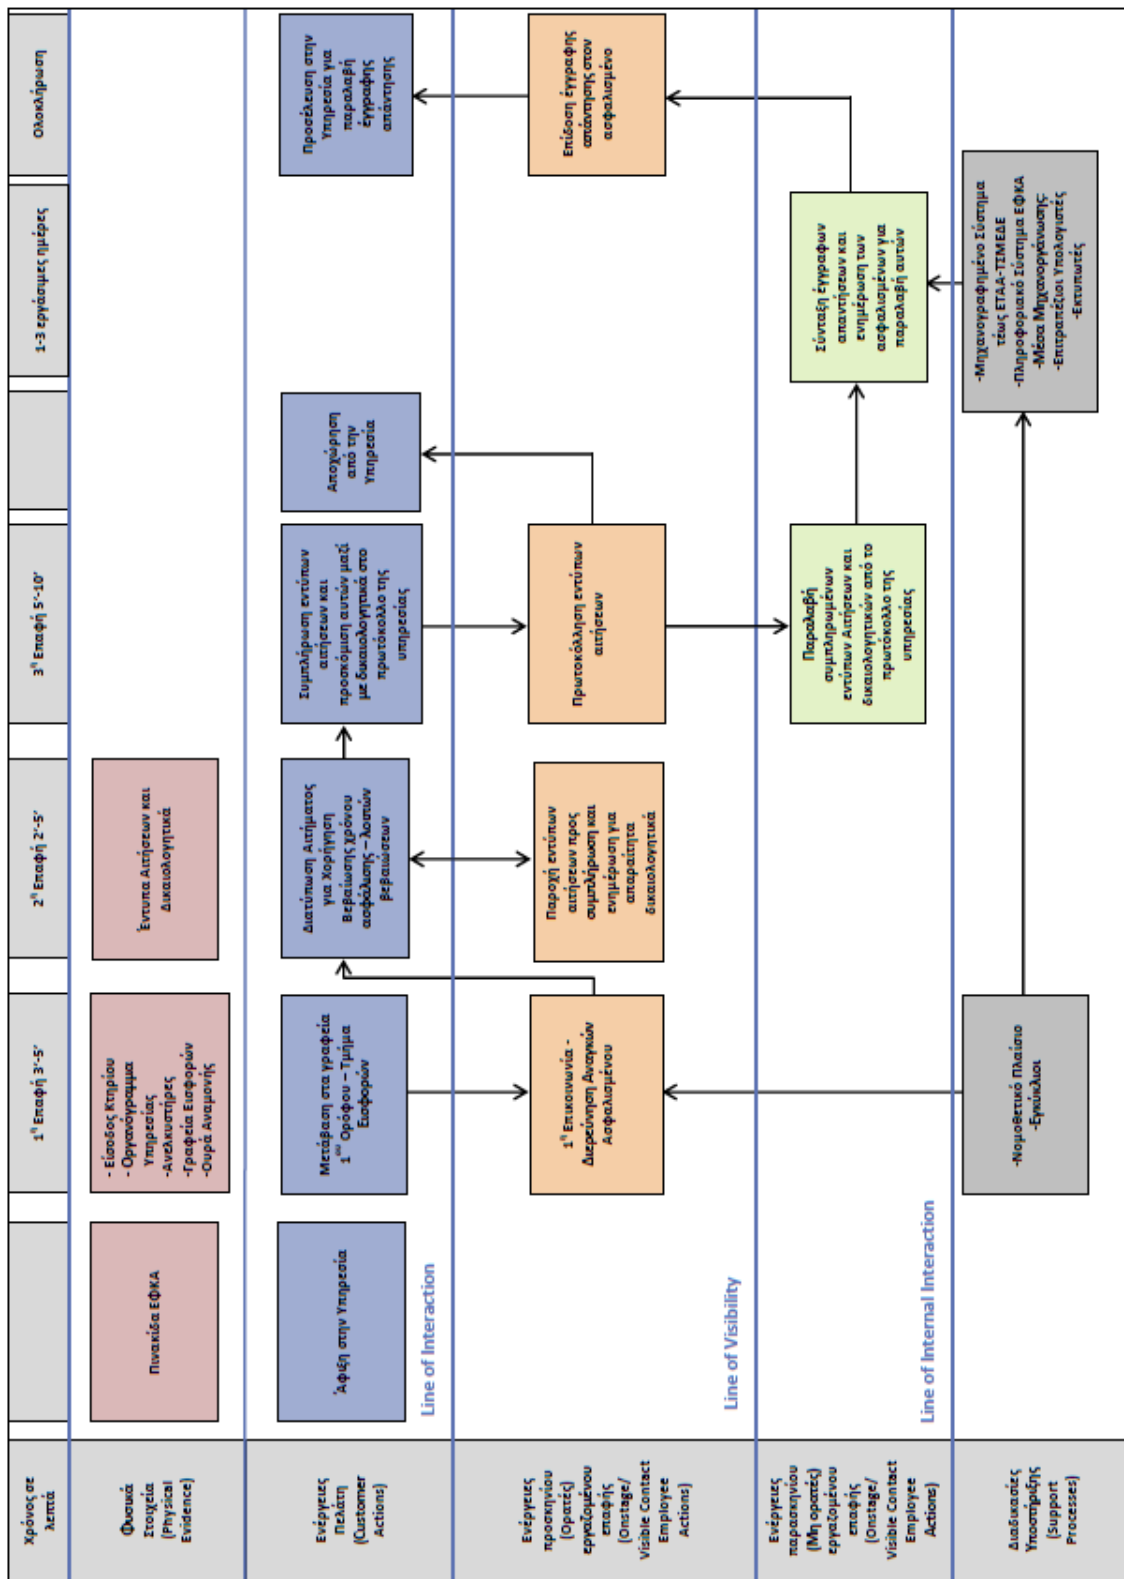 Χρόνος σε
λεπτά
1η Επαφή 3’-5’
2η Επαφή 2’-5’
3η Επαφή 5’-10’
1-3 εργάσιμες ημέρες
Ολοκλήρωση
Φυσικά
Στοιχεία
(Physical
Evidence)
Πινακίδα ΕΦΚΑ
- Είσοδος Κτηρίου
- Οργανόγραμμα
Υπηρεσίας
-Ανελκυστήρες
-Γραφεία Εισφορών
-Ουρά Αναμονής
Έντυπα Αιτήσεων και
Δικαιολογητικά
Ενέργειες
Πελάτη
(Customer
Actions)
Άφιξη στην Υπηρεσία
Μετάβαση στα γραφεία
1ου Ορόφου – Τμήμα
Εισφορών
Διατύπωση Αιτήματος
για Χορήγηση
Βεβαίωσης χρόνου
ασφάλισης – λοιπών
βεβαιώσεων
Συμπλήρωση εντύπων
αιτήσεων και
προσκόμιση αυτών μαζί
με δικαιολογητικά στο
πρωτόκολλο της
υπηρεσίας
Αποχώρηση
από την
Υπηρεσία
Προσέλευση στην
Υπηρεσία για
παραλαβή
έγγραφης
απάντησης
Line of Interaction
Ενέργειες
προσκηνίου
(Ορατές)
εργαζομένου
επαφής
(Onstage/
Visible Contact
Employee
Actions)
1η Επικοινωνία -
Διερεύνηση Αναγκών
Ασφαλισμένου
Παροχή εντύπων
αιτήσεων προς
συμπλήρωση και
ενημέρωση για
απαραίτητα
δικαιολογητικά
Πρωτοκόλληση εντύπων
αιτήσεων
Επίδοση έγγραφης
απάντησης στον
ασφαλισμένο
Line of Visibility
Ενέργειες
παρασκηνίου
(Μη ορατές)
εργαζομένου
επαφής
(Onstage/
Visible Contact
Employee
Actions)
Παραλαβή
συμπληρωμένων
εντύπων Αιτήσεων και
δικαιολογητικών από το
πρωτόκολλο της
υπηρεσίας
Σύνταξη έγγραφων
απαντήσεων και
ενημέρωση των
ασφαλισμένων για
παραλαβή αυτών
Line of Internal Interaction
Διαδικασίες
Υποστήριξης
(Support
Processes)
-Νομοθετικό Πλαίσιο
-Εγκύκλιοι
-Μηχανογραφημένο Σύστημα
τέως ΕΤΑΑ-ΤΣΜΕΔΕ
-Πληροφοριακό Σύστημα ΕΦΚΑ
-Μέσα Μηχανοργάνωσης:
-Επιτραπέζιοι Υπολογιστές
-Εκτυπωτές